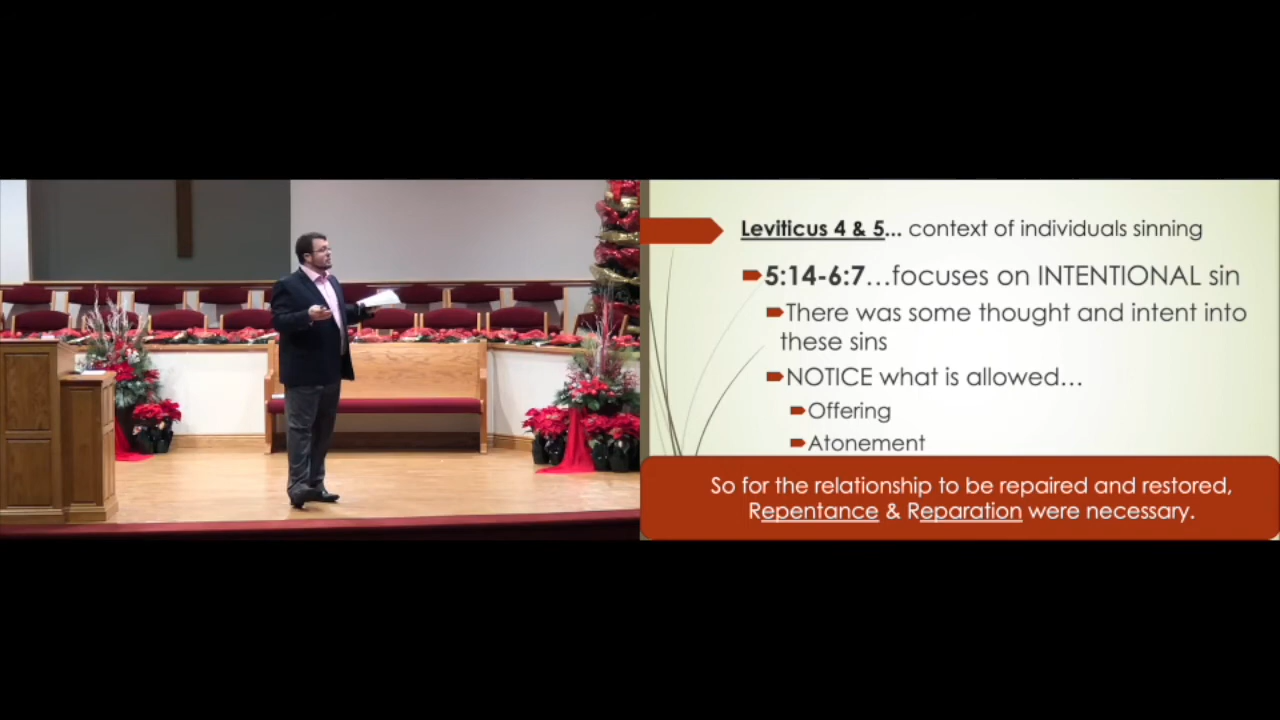 Leviticus 4 & 5... context of individuals sinning
5:14-6:7...focuses on INTENTIONAL sin
There was some thought and intent into
these sins
NOTICE what is allowed...
Offering
Atonement
So for the relationship to be repaired and restored,
Repentance & Reparation were necessary.